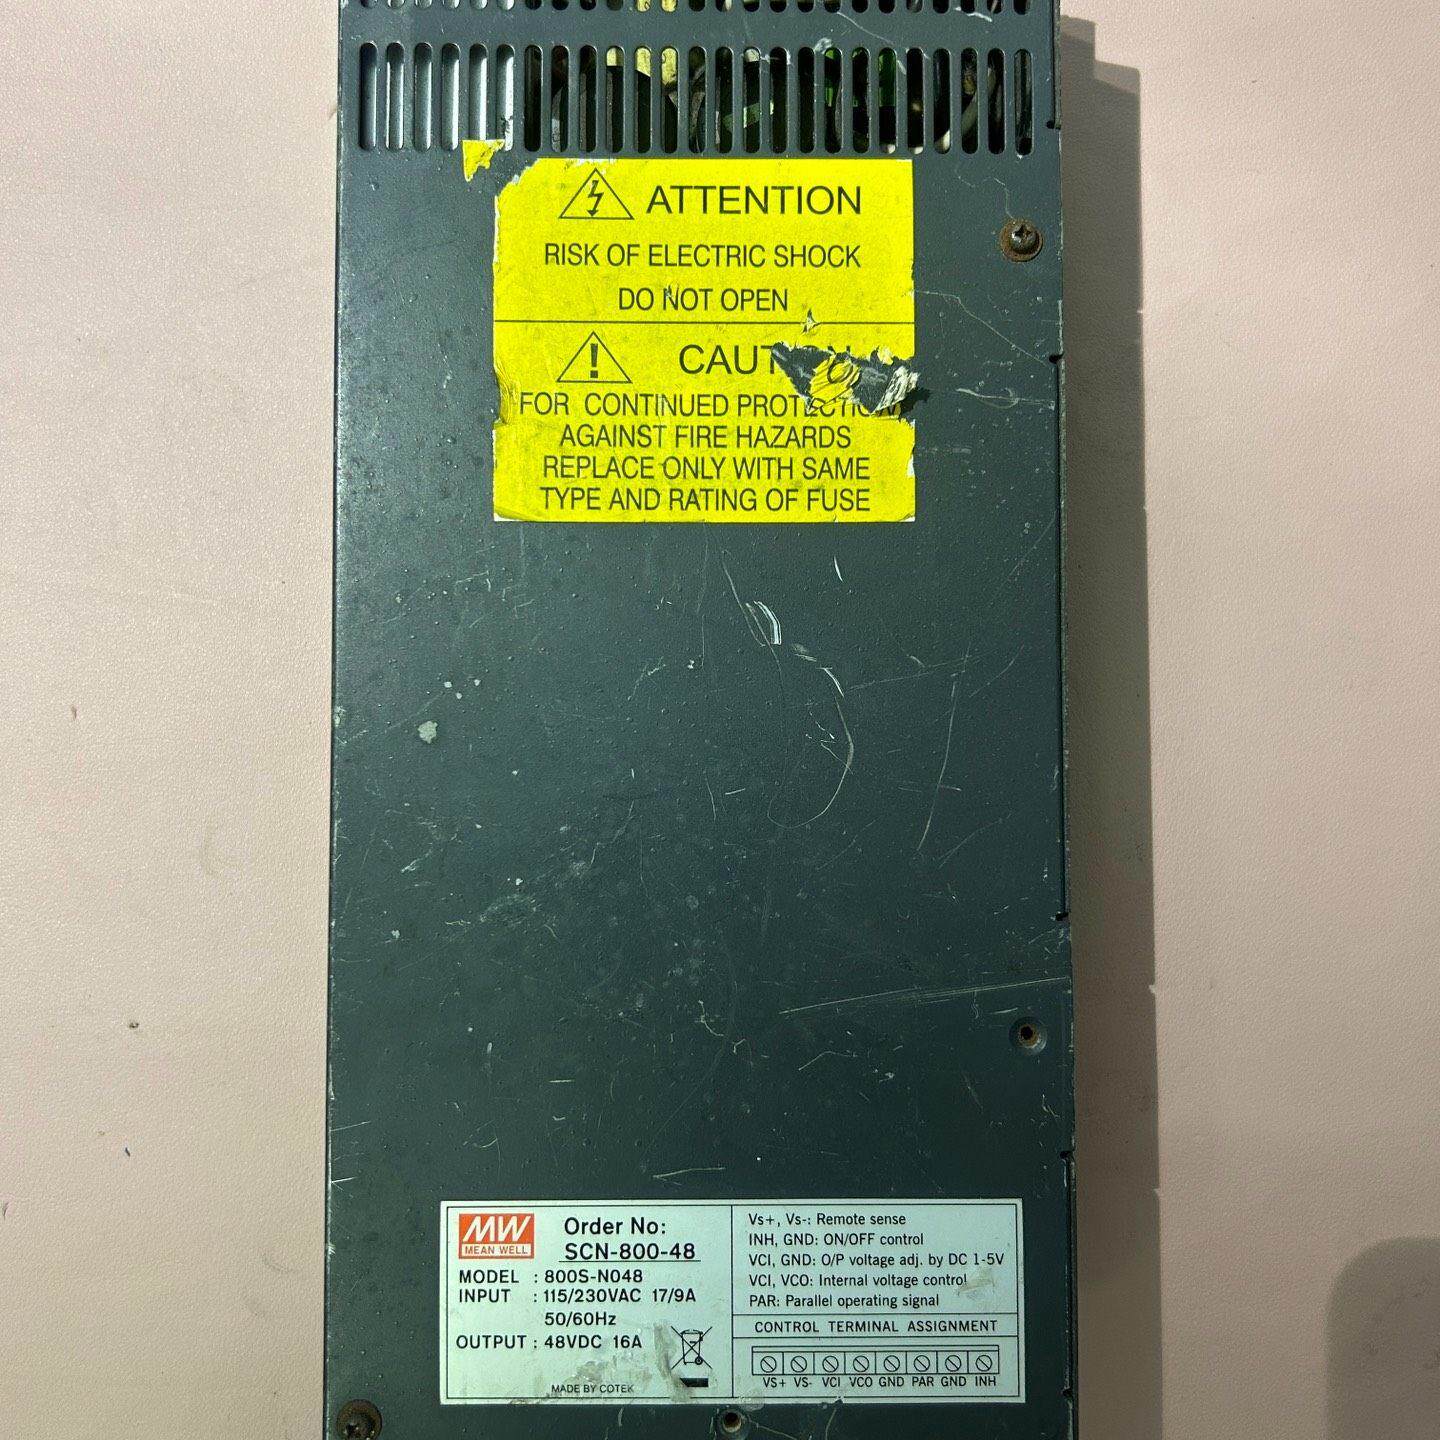 ATTENTION
RISK OF ELECTRIC SHOCK
DO NOT OPEN
FOR CONTINUED PROTECTION
AGAINST FIRE HAZARDS
REPLACE ONLY WITH SAME
TYPE AND RATING OF FUSE
MW
MEAN WELL
Order No:
SCN-800-48
MODEL : 800S-N048
INPUT : 115/230VAC 17/9A
50/60Hz
OUTPUT : 48VDC 16A
MADE BY COTEK
Vs+, Vs-: Remote sense
INH, GND: ON/OFF control
VCI, GND: O/P voltage adj. by DC 1-5V
VCI, VCO: Internal voltage control
PAR: Parallel operating signal
CONTROL TERMINAL ASSIGNMENT
VS+ VS- VCI VCO GND PAR GND INH